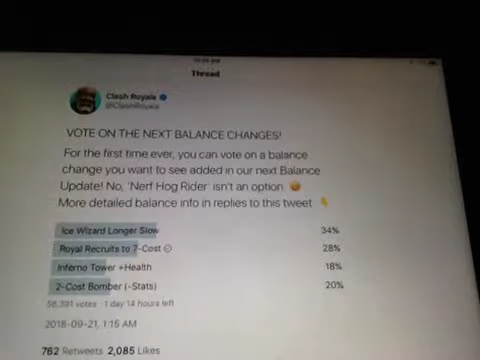 Thread
Clash Royale
@ClashRoyale
VOTE ON THE NEXT BALANCE CHANGES!
For the first time ever, you can vote on a balance
change you want to see added in our next Balance
Update! No, 'Nerf Hog Rider' isn't an option.
More detailed balance info in replies to this tweet
Ice Wizard Longer Slow 34%
Royal Recruits to 7-Cost 28%
Inferno Tower +Health 18%
2-Cost Bomber (-Stats) 20%
56,391 votes · 1 day 14 hours left
2018-09-21, 1:15 AM
762 Retweets 2,085 Likes